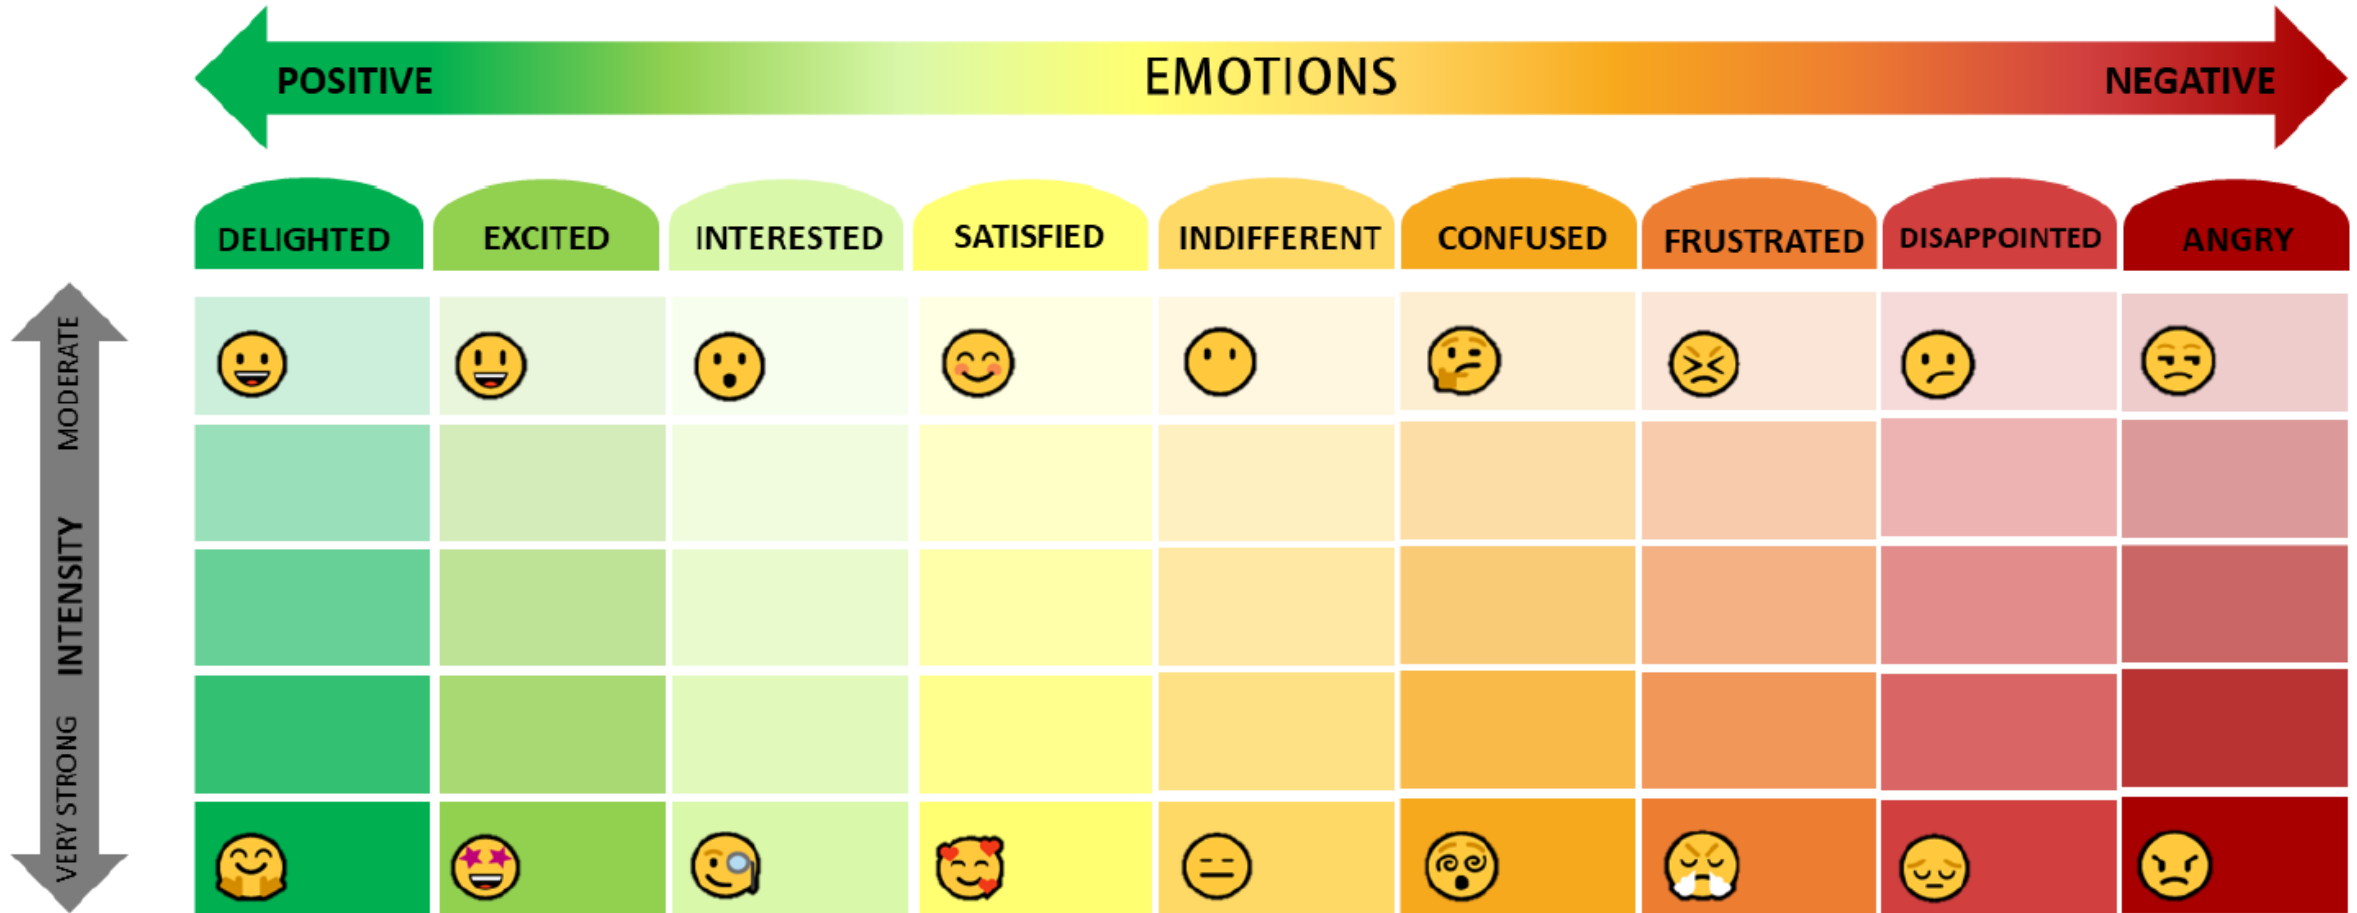 POSITIVE EMOTIONS NEGATIVE
DELIGHTED EXCITED INTERESTED SATISFIED INDIFFERENT CONFUSED FRUSTRATED DISAPPOINTED ANGRY
MODERATE
INTENSITY
VERY STRONG